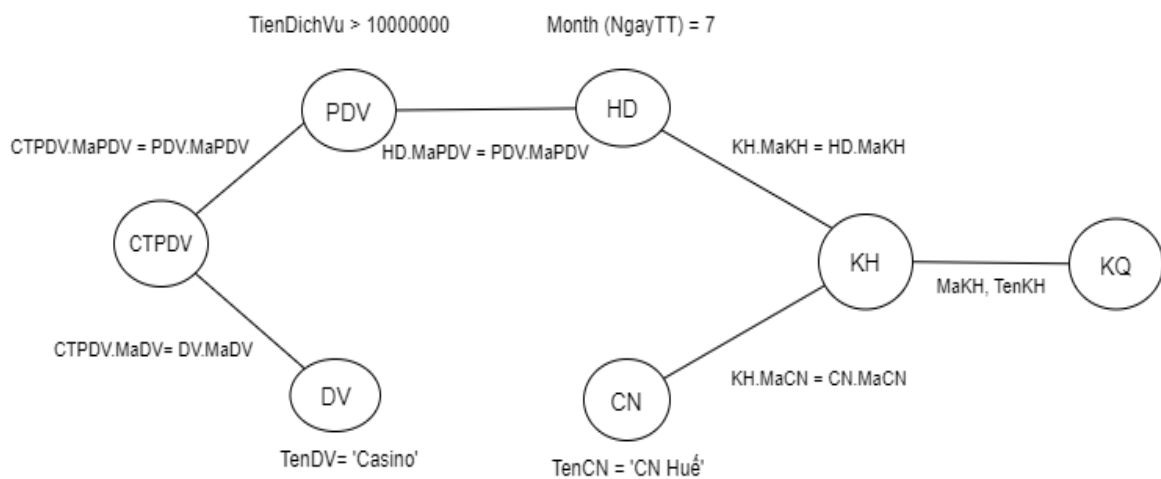 TienDichVu > 10000000
Month (NgayTT) = 7
PDV
HD
CTPDV.MaPDV = PDV.MaPDV
HD.MaPDV = PDV.MaPDV
KH.MaKH = HD.MaKH
CTPDV
KH
KQ
MaKH, TenKH
CTPDV.MaDV= DV.MaDV
KH.MaCN = CN.MaCN
DV
CN
TenDV= 'Casino'
TenCN = 'CN Huế'